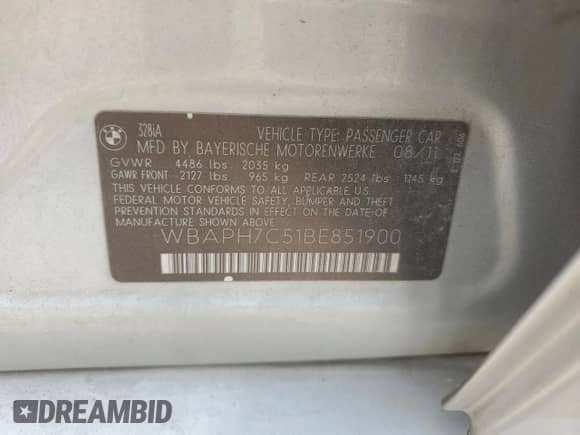 BMW
328iA
VEHICLE TYPE: PASSENGER CAR
MFD BY BAYERISCHE MOTORENWERKE 08/11
GVWR 4486 lbs 2035 kg
GAWR FRONT 2127 lbs 965 kg REAR 2524 lbs 1145 kg
THIS VEHICLE CONFORMS TO ALL APPLICABLE U.S.
FEDERAL MOTOR VEHICLE SAFETY, BUMPER, AND
THEFT PREVENTION STANDARDS IN EFFECT ON THE DATE OF
MANUFACTURE SHOWN ABOVE
WBAPH7C51BE851900
DREAMBID